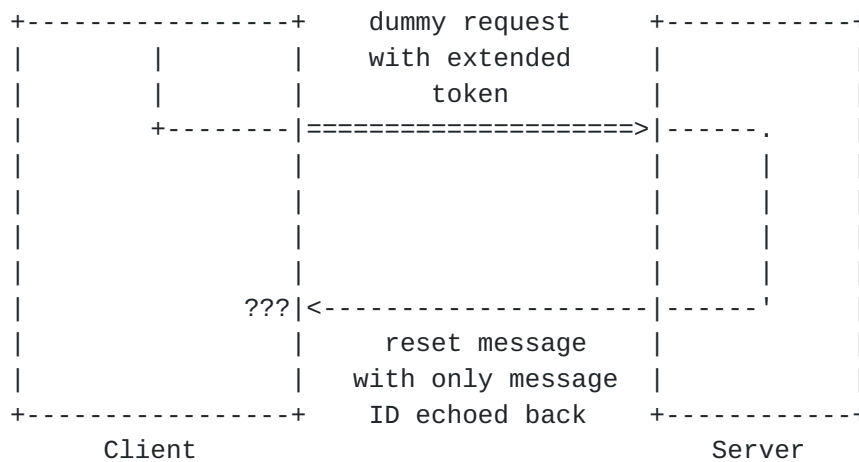 dummy request
with extended
token
???
reset message
with only message
ID echoed back
Client
Server